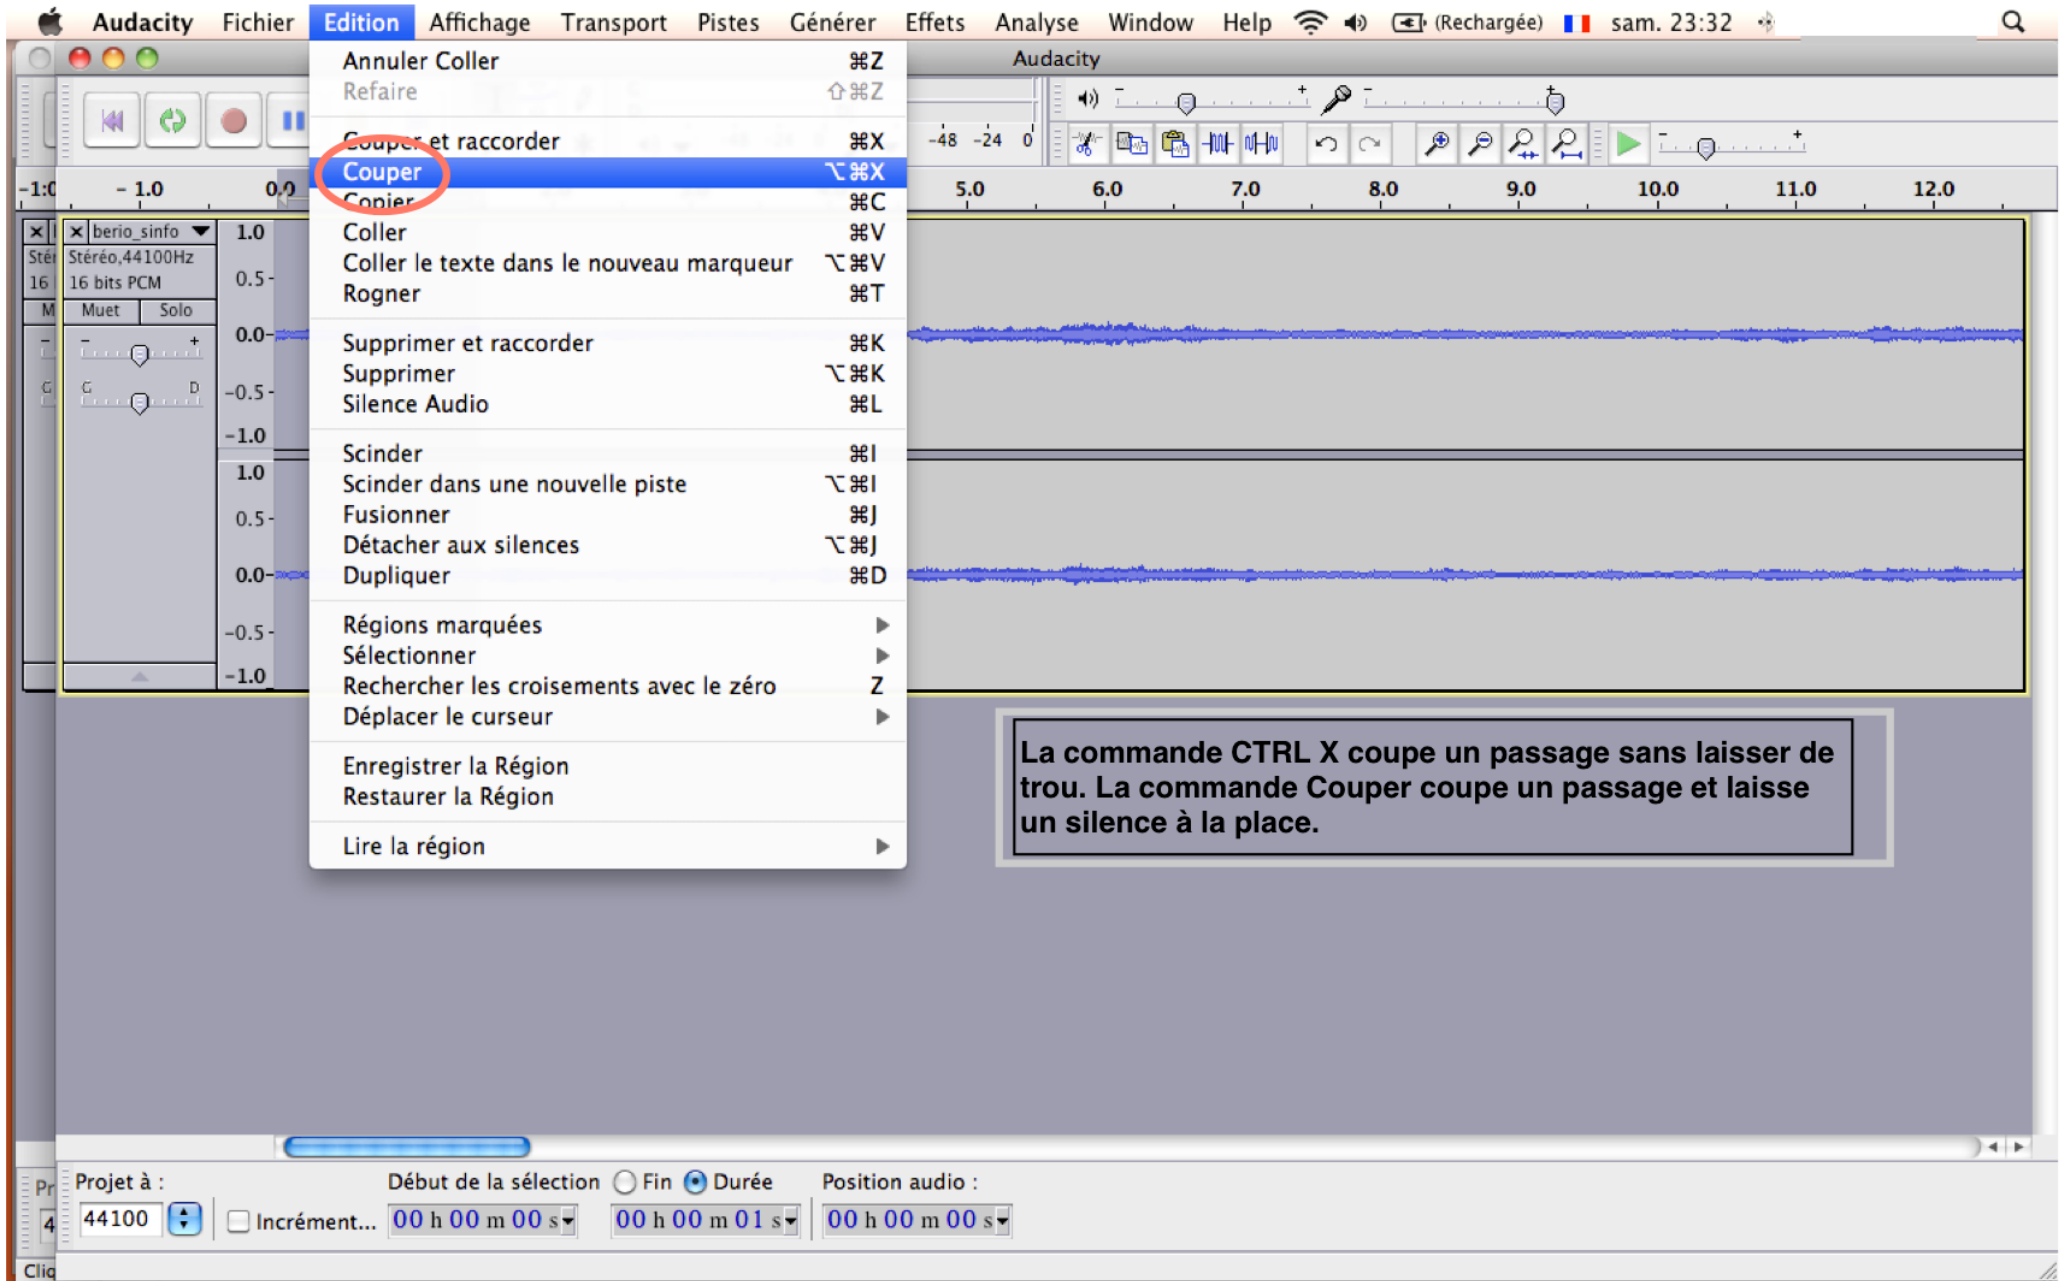 Audacity Fichier Edition Affichage Transport Pistes Générer Effets Analyse Window Help (Rechargée) sam. 23:32
Audacity
Annuler Coller ⌘Z
Refaire ⇧⌘Z
Couper et raccorder ⌘X
Couper ⌥⌘X
Copier ⌘C
Coller ⌘V
Coller le texte dans le nouveau marqueur ⌥⌘V
Rogner ⌘T
Supprimer et raccorder ⌘K
Supprimer ⌥⌘K
Silence Audio ⌘L
Scinder ⌘I
Scinder dans une nouvelle piste ⌥⌘I
Fusionner ⌘J
Détacher aux silences ⌥⌘J
Dupliquer ⌘D
Régions marquées
Sélectionner
Rechercher les croisements avec le zéro Z
Déplacer le curseur
Enregistrer la Région
Restaurer la Région
Lire la région
-48 -24 0
- 1.0 0.0 5.0 6.0 7.0 8.0 9.0 10.0 11.0 12.0
berio_sinfo
Stéréo,44100Hz
16 bits PCM
Muet Solo
- +
G D
1.0
0.5
0.0
-0.5
-1.0
1.0
0.5
0.0
-0.5
-1.0
La commande CTRL X coupe un passage sans laisser de
trou. La commande Couper coupe un passage et laisse
un silence à la place.
Projet à : Début de la sélection Fin Durée Position audio :
44100 Incrément... 00 h 00 m 00 s 00 h 00 m 01 s 00 h 00 m 00 s
Cliq